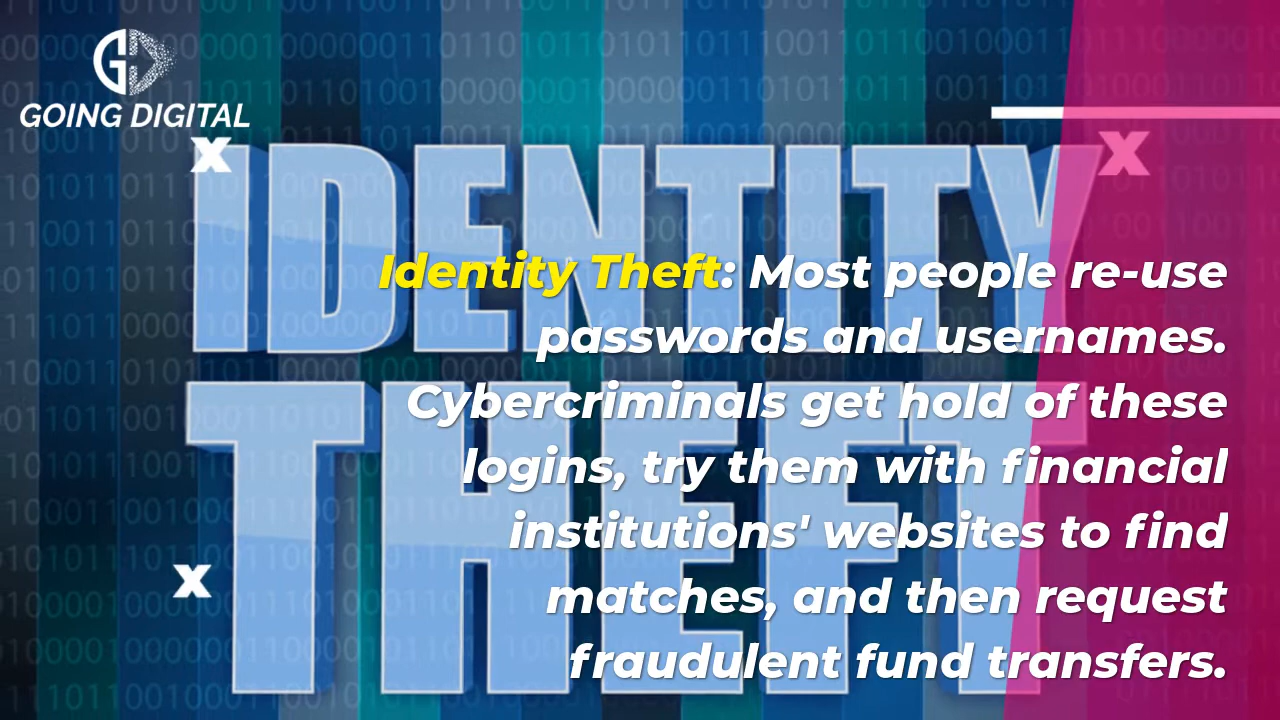 GOING DIGITAL
IDENTITY
THEFT
Identity Theft: Most people re-use
passwords and usernames.
Cybercriminals get hold of these
logins, try them with financial
institutions' websites to find
matches, and then request
fraudulent fund transfers.